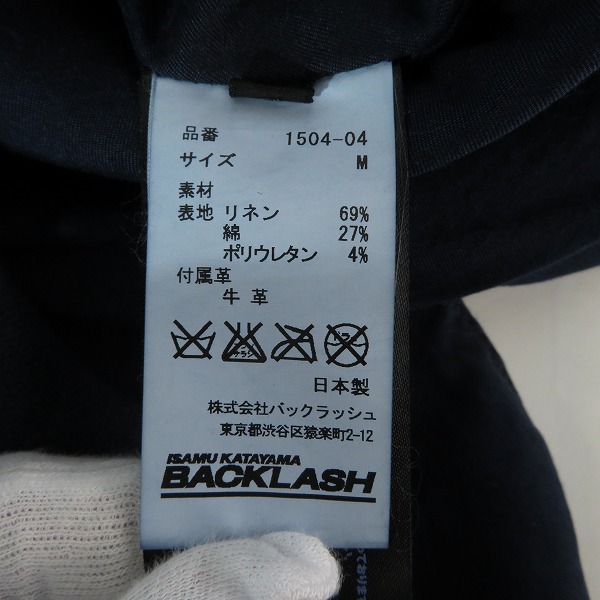 品番 1504-04
サイズ M
素材
表地 リネン 69%
綿 27%
ポリウレタン 4%
付属革
牛 革
日本製
株式会社バックラッシュ
東京都渋谷区猿楽町2-12
ISAMU KATAYAMA
BACKLASH